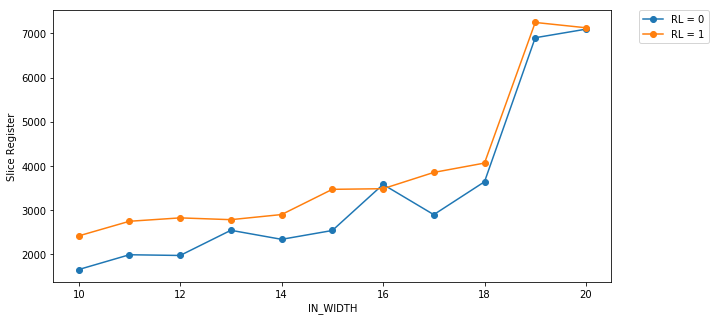 RL = 0
RL = 1
7000
6000
5000
4000
3000
2000
Slice Register
10 12 14 16 18 20
IN_WIDTH